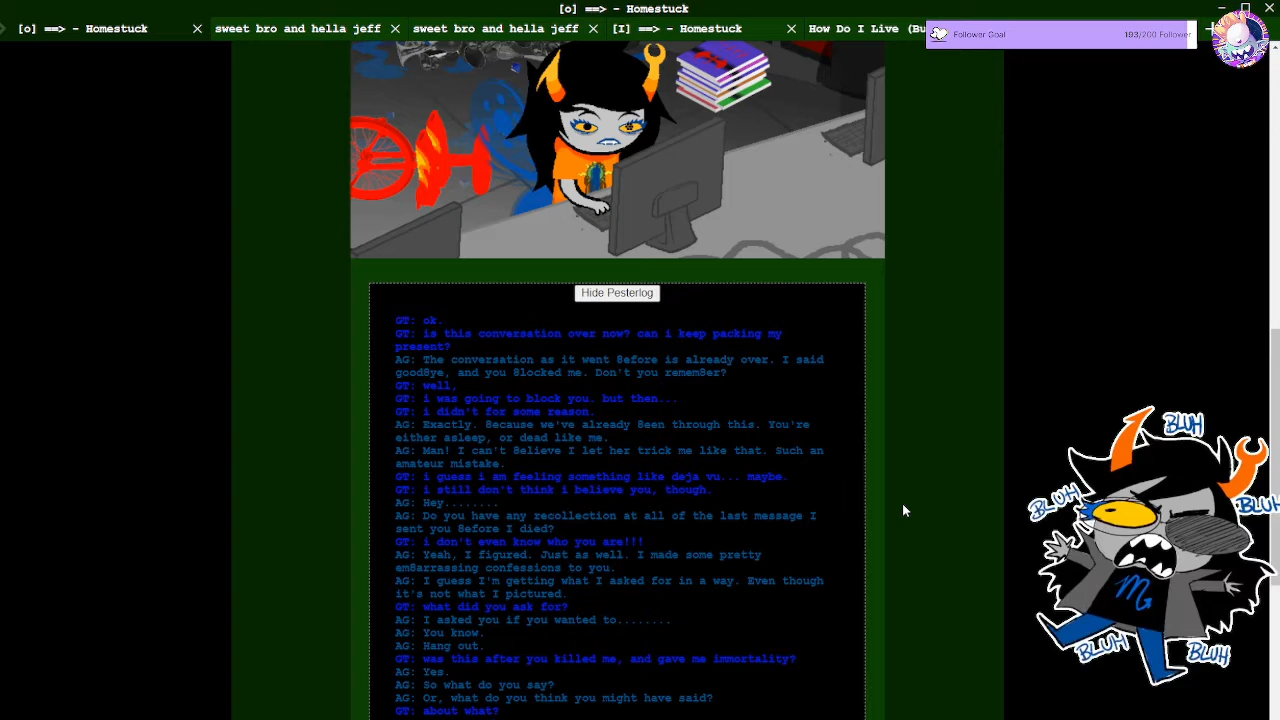 [o] ==> - Homestuck
[o] ==> - Homestuck
sweet bro and hella jeff
sweet bro and hella jeff
[I] ==> - Homestuck
How Do I Live (Bu
Follower Goal
193/200 Follower
Hide Pesterlog
GT: ok.
GT: is this conversation over now? can i keep packing my
present?
AG: The conversation as it went 8efore is already over. I said
good8ye, and you 8locked me. Don't you remem8er?
GT: well,
GT: i was going to block you. but then...
GT: i didn't for some reason.
AG: Exactly. 8ecause we've already 8een through this. You're
either asleep, or dead like me.
AG: Man! I can't 8elieve I let her trick me like that. Such an
amateur mistake.
GT: i guess i am feeling something like deja vu... maybe.
GT: i still don't think i believe you, though.
AG: Hey........
AG: Do you have any recollection at all of the last message I
sent you 8efore I died?
GT: i don't even know who you are!!!
AG: Yeah, I figured. Just as well. I made some pretty
em8arrassing confessions to you.
AG: I guess I'm getting what I asked for in a way. Even though
it's not what I pictured.
GT: what did you ask for?
AG: I asked you if you wanted to........
AG: You know.
AG: Hang out.
GT: was this after you killed me, and gave me immortality?
AG: Yes.
AG: So what do you say?
AG: Or, what do you think you might have said?
GT: about what?
BLUH
BLUH
BLUH
BLUH
BLUH